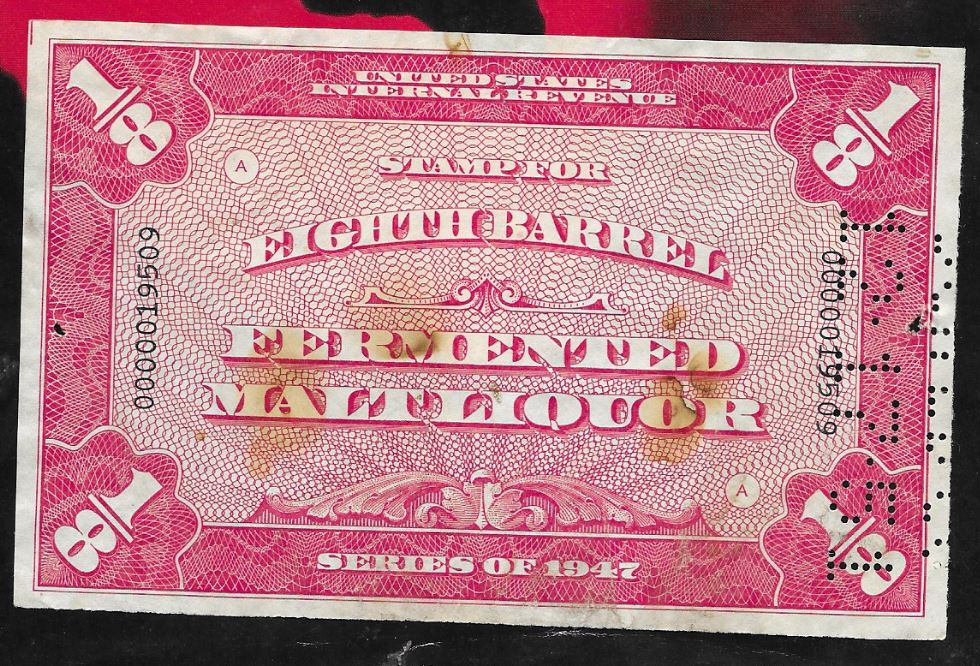 1/8
UNITED STATES
INTERNAL REVENUE
1/8
A
STAMP FOR
EIGHTH BARREL
FERMENTED
MALT LIQUOR
0000019509
0000019509
A
1/8
SERIES OF 1947
1/8